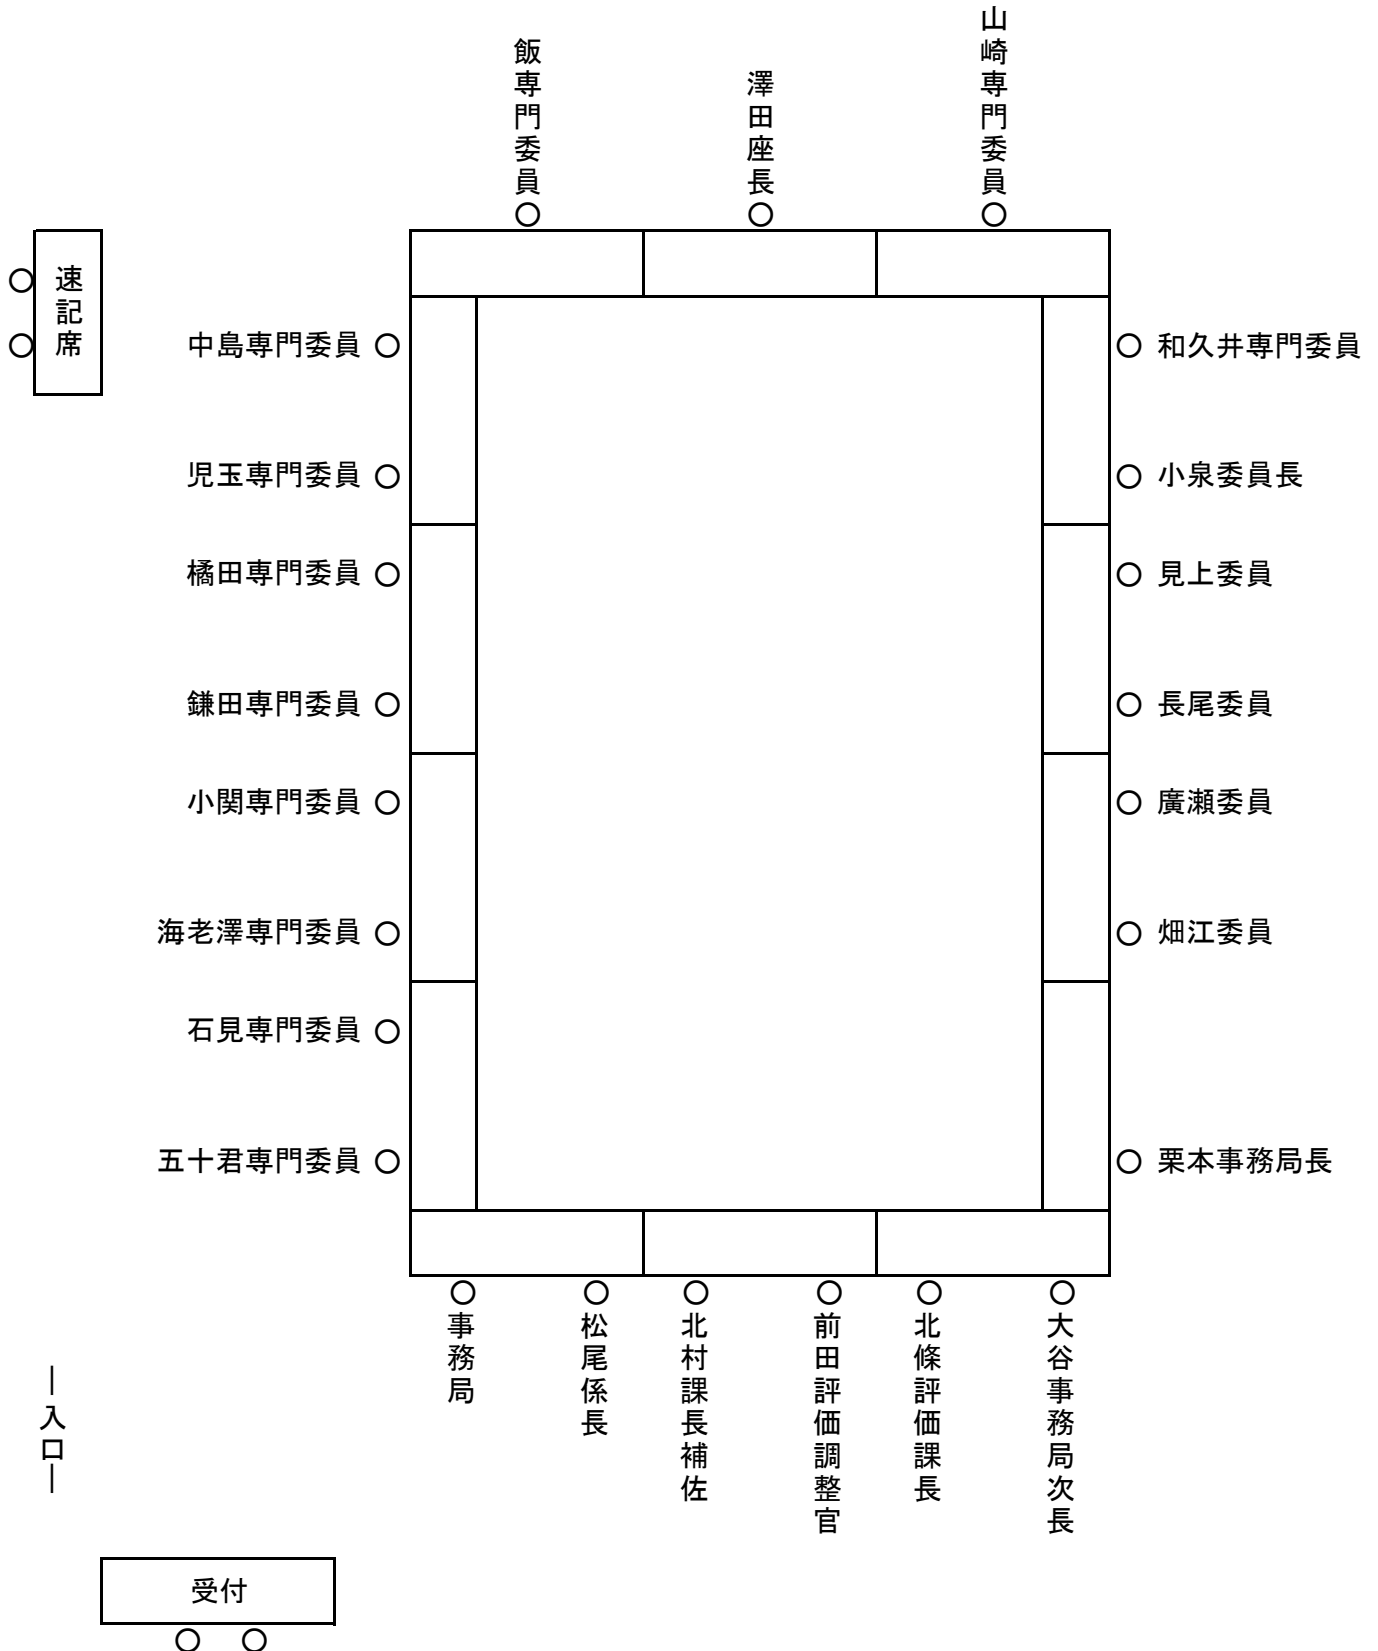 山崎専門委員
澤田座長
飯専門委員
速記席
中島専門委員
和久井専門委員
児玉専門委員
小泉委員長
橘田専門委員
見上委員
鎌田専門委員
長尾委員
小関専門委員
廣瀬委員
海老澤専門委員
畑江委員
石見専門委員
五十君専門委員
栗本事務局長
大谷事務局次長
北條評価課長
前田評価調整官
北村課長補佐
松尾係長
事務局
―入口―
受付